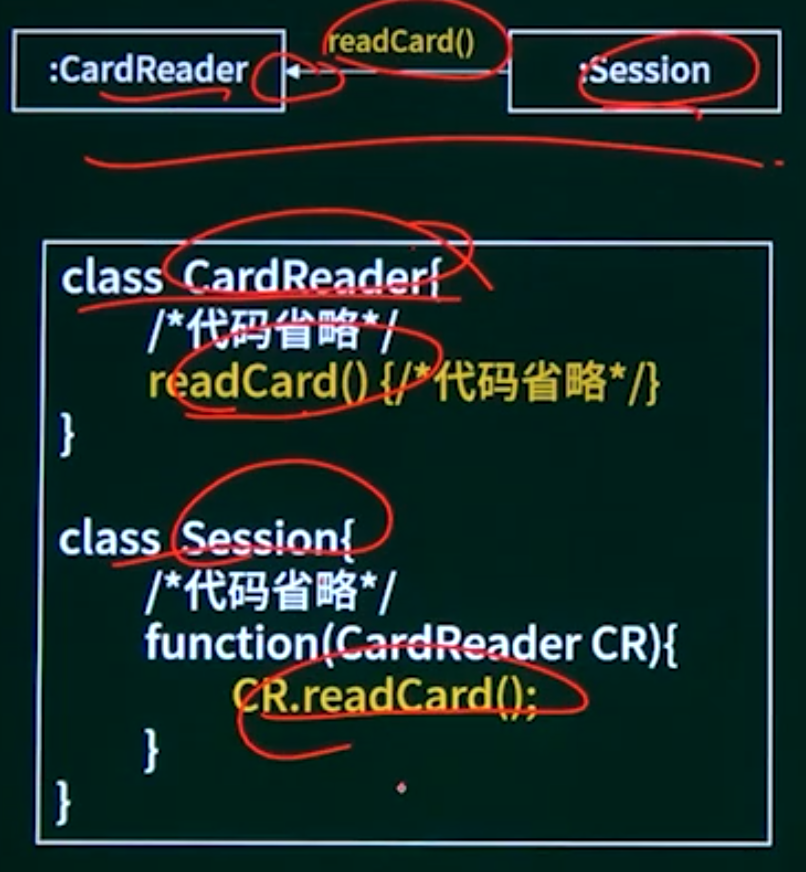 readCard()
:CardReader
:Session
class CardReader{
/*代码省略*/
readCard() {/*代码省略*/}
}
class Session{
/*代码省略*/
function(CardReader CR){
CR.readCard();
}
}